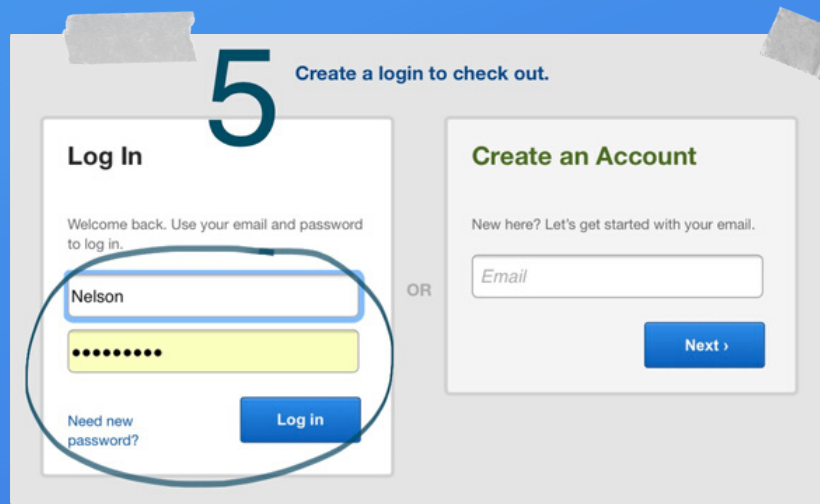 5
Create a login to check out.
Log In
Welcome back. Use your email and password
to log in.
Nelson
•••••••••
Need new
password?
Log in
OR
Create an Account
New here? Let's get started with your email.
Email
Next ›